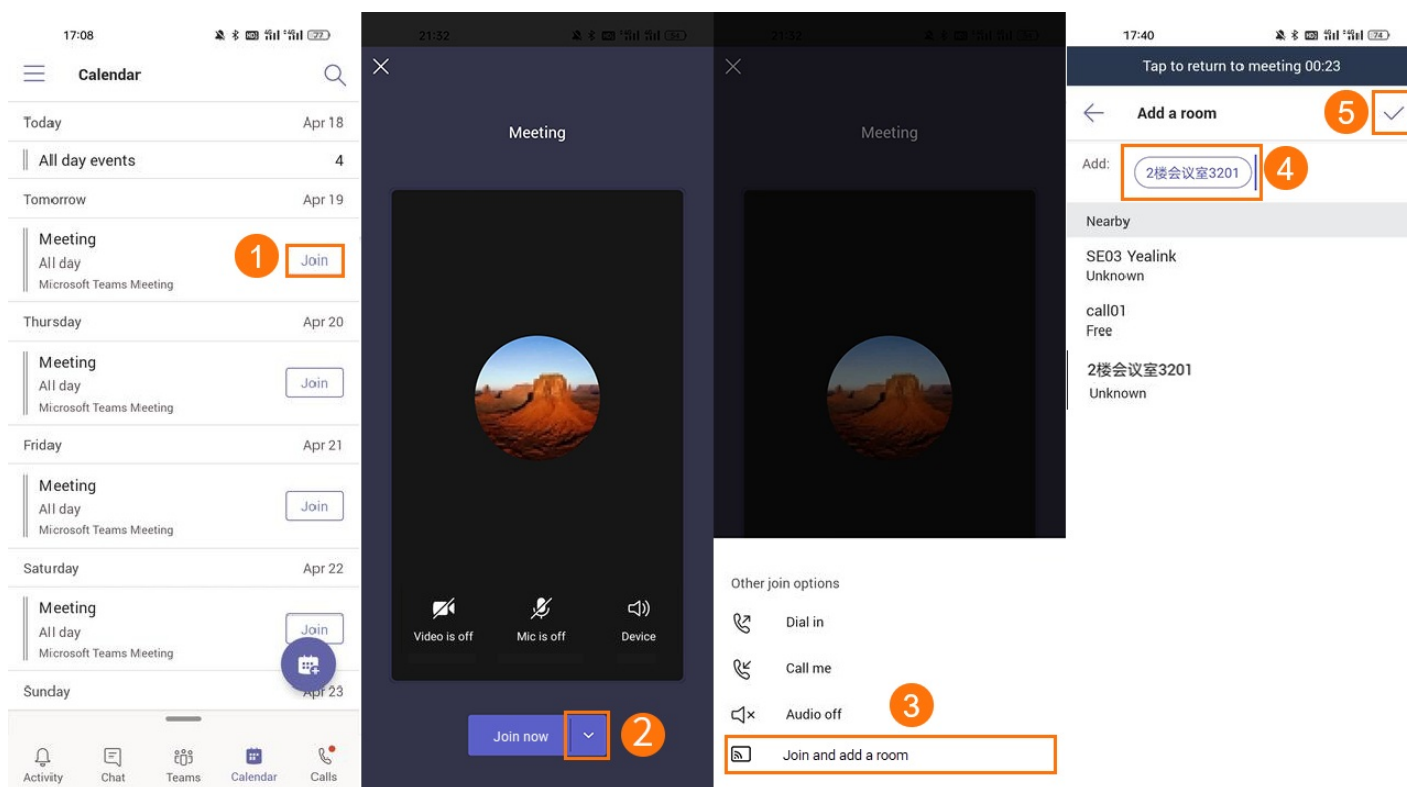 17:08
77
Calendar
Today Apr 18
All day events 4
Tomorrow Apr 19
Meeting
All day
Microsoft Teams Meeting
1
Join
Thursday Apr 20
Meeting
All day
Microsoft Teams Meeting
Join
Friday Apr 21
Meeting
All day
Microsoft Teams Meeting
Join
Saturday Apr 22
Meeting
All day
Microsoft Teams Meeting
Join
Sunday Apr 23
Activity Chat Teams Calendar Calls
21:32
Meeting
Video is off Mic is off Device
Join now
2
21:32
Meeting
Other join options
Dial in
Call me
Audio off
3
Join and add a room
17:40
74
Tap to return to meeting 00:23
Add a room
5
Add:
2楼会议室3201
4
Nearby
SE03 Yealink
Unknown
call01
Free
2楼会议室3201
Unknown